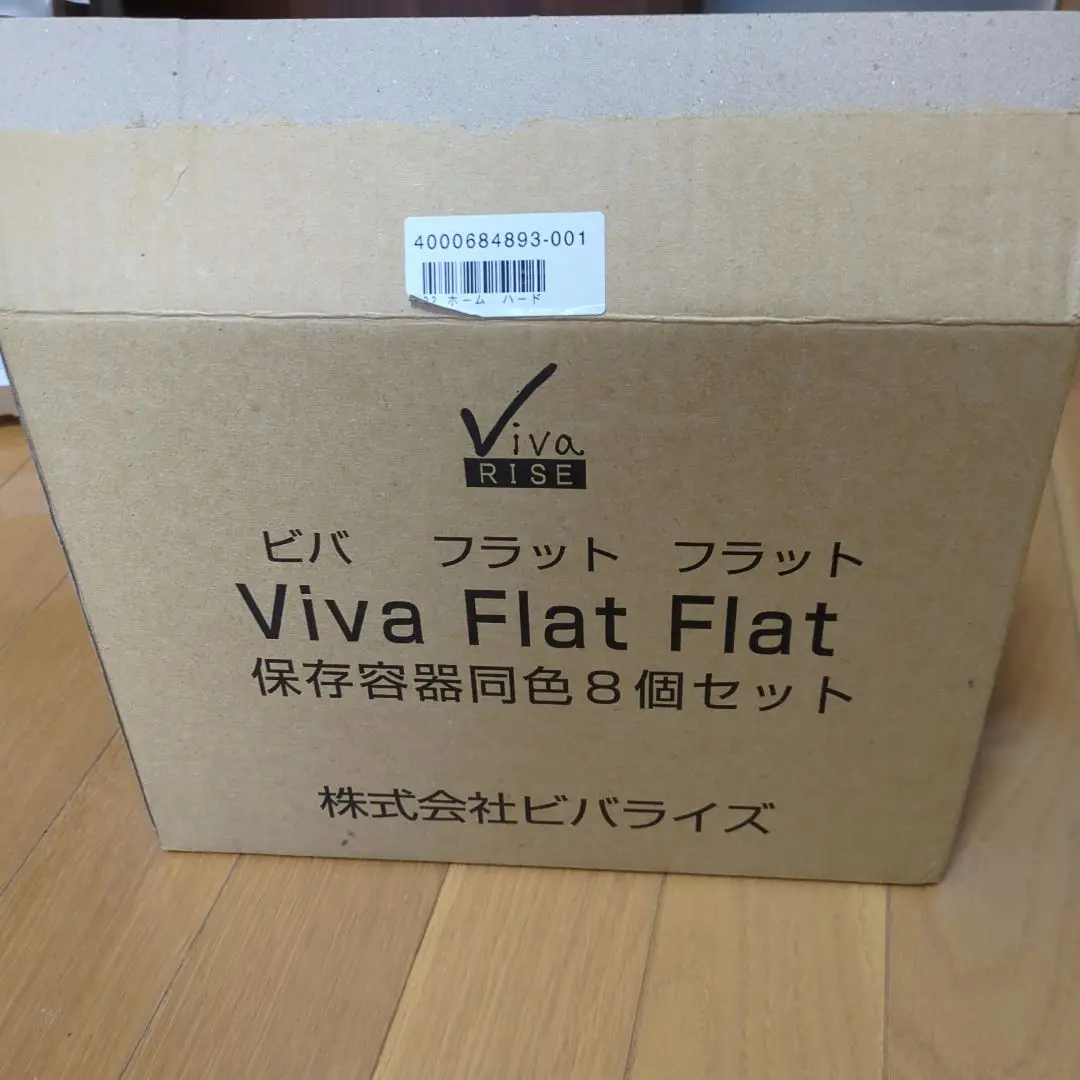 4000684893-001
22 ホーム ハード
Viva
RISE
ビバ フラット フラット
Viva Flat Flat
保存容器同色8個セット
株式会社ビバライズ